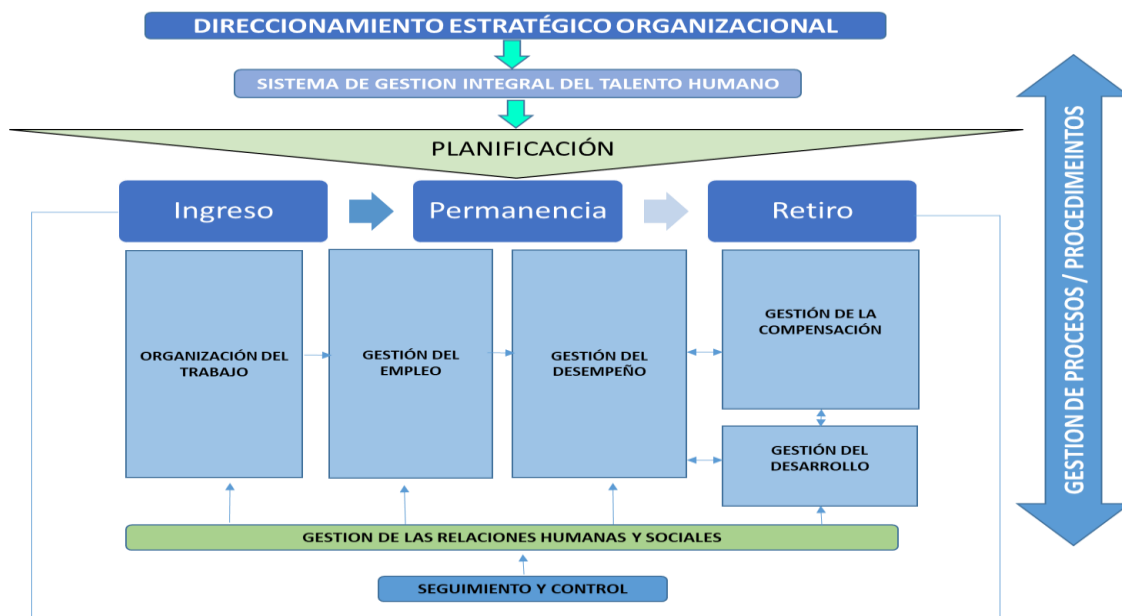 DIRECCIONAMIENTO ESTRATÉGICO ORGANIZACIONAL
SISTEMA DE GESTION INTEGRAL DEL TALENTO HUMANO
PLANIFICACIÓN
Ingreso
Permanencia
Retiro
ORGANIZACIÓN DEL
TRABAJO
GESTIÓN DEL
EMPLEO
GESTIÓN DEL
DESEMPEÑO
GESTIÓN DE LA
COMPENSACIÓN
GESTIÓN DEL
DESARROLLO
GESTION DE LAS RELACIONES HUMANAS Y SOCIALES
SEGUIMIENTO Y CONTROL
GESTION DE PROCESOS / PROCEDIMEINTOS